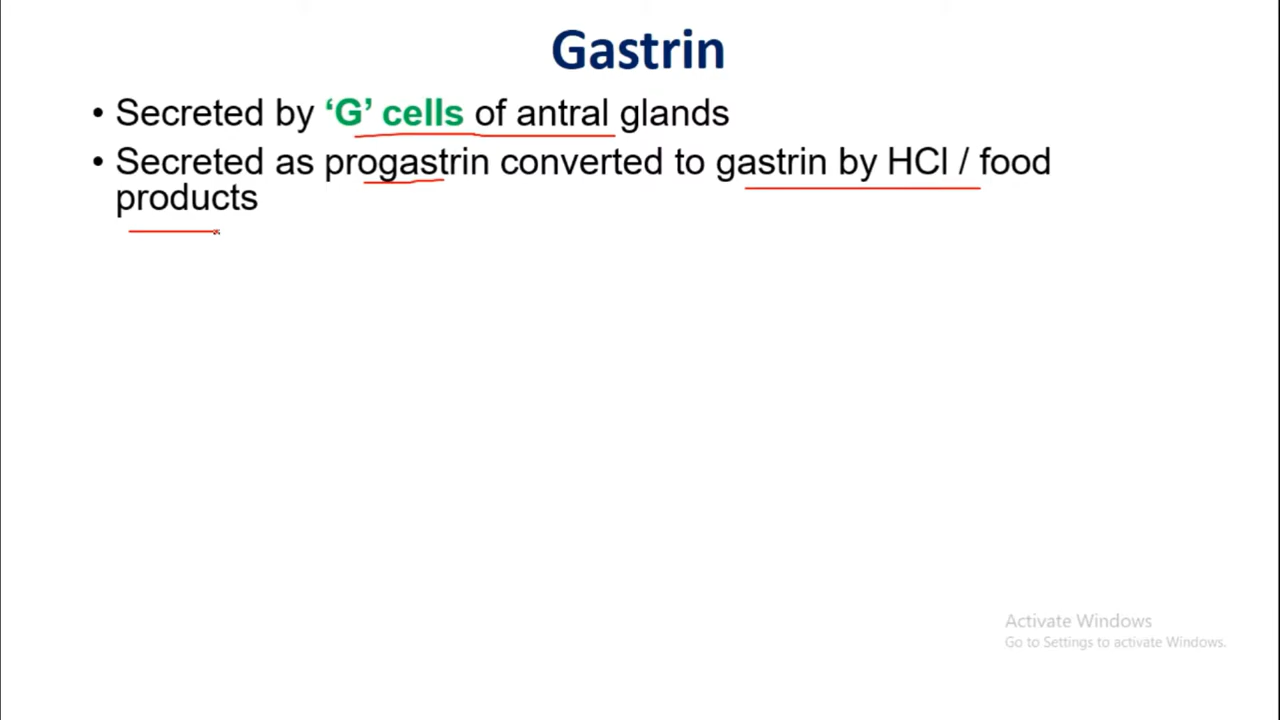 Gastrin
• Secreted by ‘G’ cells of antral glands
• Secreted as progastrin converted to gastrin by HCl / food
products
Activate Windows
Go to Settings to activate Windows.